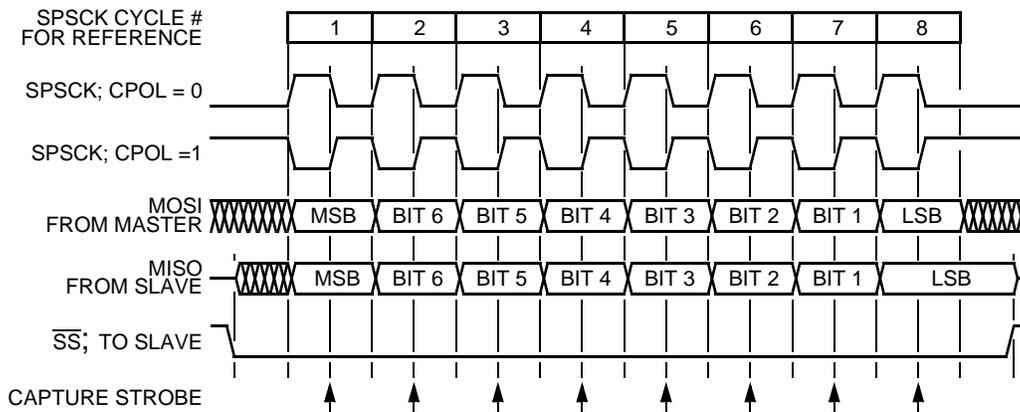 SPSCK CYCLE #
FOR REFERENCE
1 2 3 4 5 6 7 8
SPSCK; CPOL = 0
SPSCK; CPOL =1
MOSI
FROM MASTER
MSB BIT 6 BIT 5 BIT 4 BIT 3 BIT 2 BIT 1 LSB
MISO
FROM SLAVE
MSB BIT 6 BIT 5 BIT 4 BIT 3 BIT 2 BIT 1 LSB
SS; TO SLAVE
CAPTURE STROBE